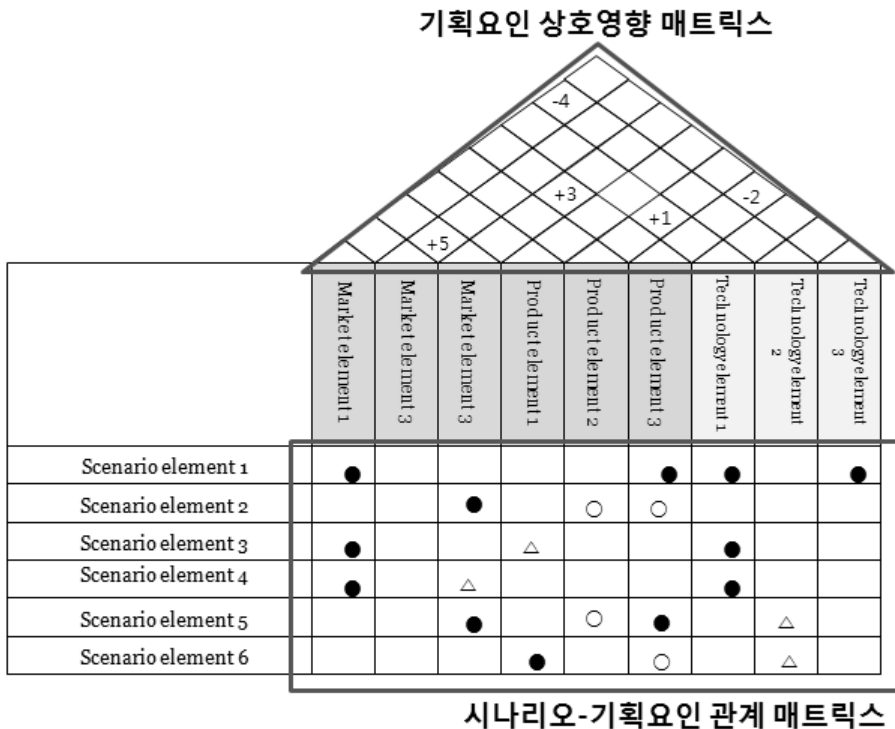 기획요인 상호영향 매트릭스
-4
+3
-2
+1
+5
Market element 1
Market element 3
Market element 3
Product element 1
Product element 2
Product element 3
Technology element 1
Technology element
2
Technology element
3
Scenario element 1
Scenario element 2
Scenario element 3
Scenario element 4
Scenario element 5
Scenario element 6
시나리오-기획요인 관계 매트릭스